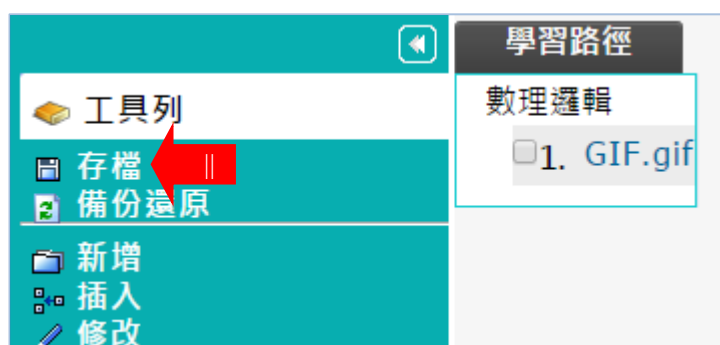 學習路徑
工具列
數理邏輯
1. GIF.gif
存檔
備份還原
新增
插入
修改